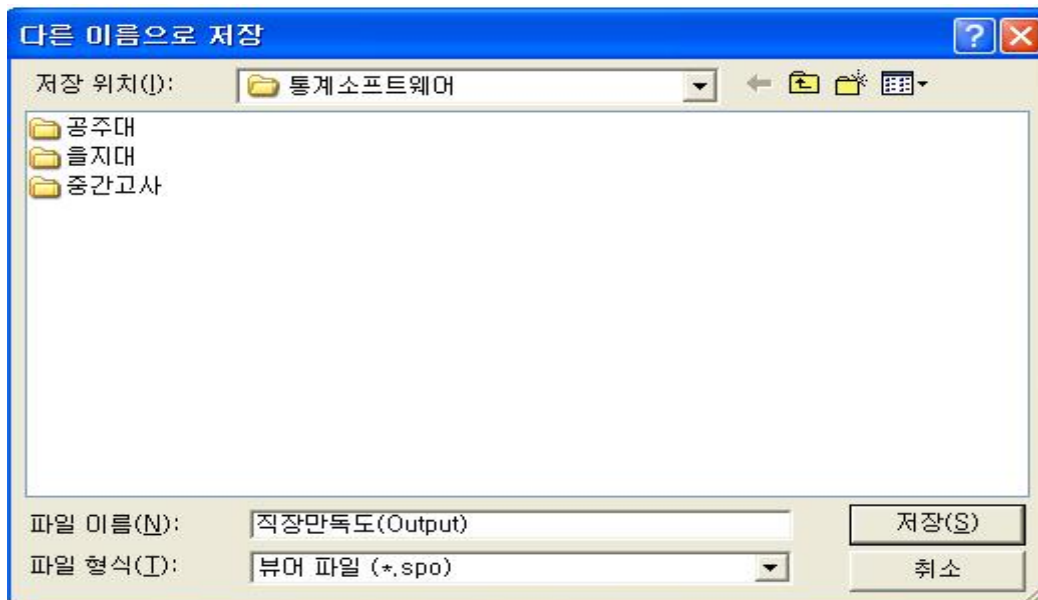 다른 이름으로 저장
저장 위치(I): 통계소프트웨어
공주대
을지대
중간고사
파일 이름(N): 직장만독도(Output) 저장(S)
파일 형식(T): 뷰어 파일 (*.spo) 취소